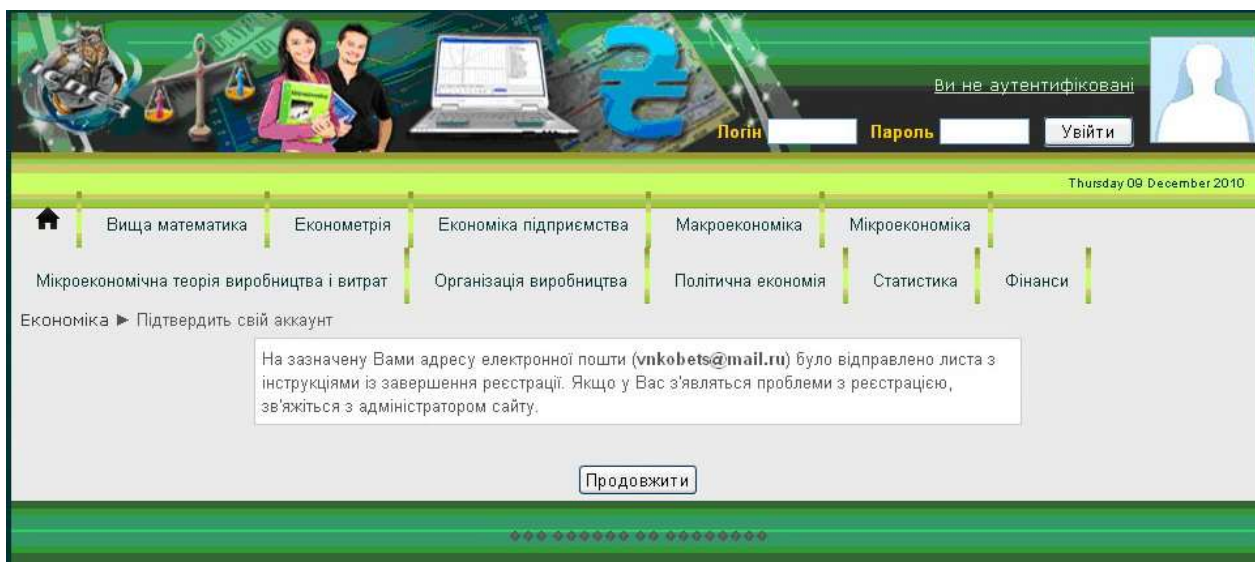 Ви не аутентифіковані
Логін Пароль Увійти
Thursday 09 December 2010
Вища математика Економетрія Економіка підприємства Макроекономіка Мікроекономіка
Мікроекономічна теорія виробництва і витрат Організація виробництва Політична економія Статистика Фінанси
Економіка ► Підтвердить свій аккаунт
На зазначену Вами адресу електронної пошти (vnkobets@mail.ru) було відправлено листа з
інструкціями із завершення реєстрації. Якщо у Вас з'являться проблеми з реєстрацією,
зв'яжіться з адміністратором сайту.
Продовжити